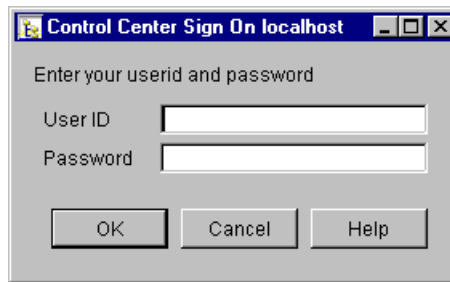 Control Center Sign On localhost
Enter your userid and password
User ID
Password
OK Cancel Help